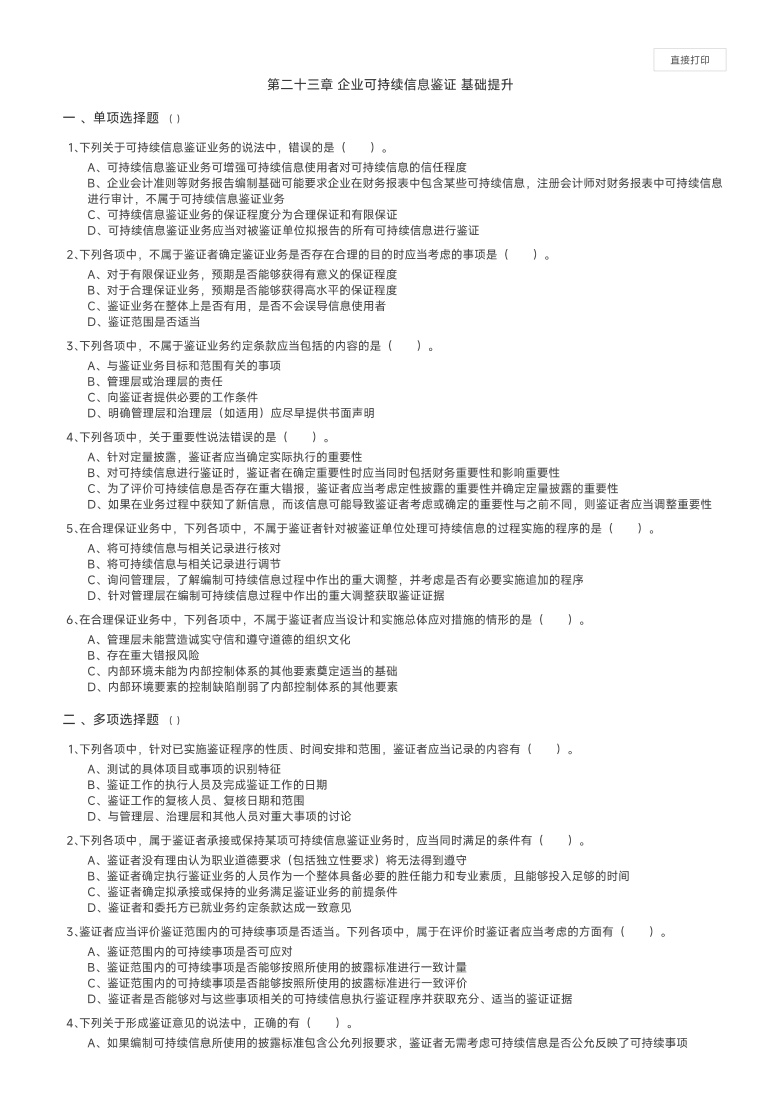 直接打印
第二十三章 企业可持续信息鉴证 基础提升
一 、单项选择题 （ ）
1、下列关于可持续信息鉴证业务的说法中，错误的是（　　）。
A、可持续信息鉴证业务可增强可持续信息使用者对可持续信息的信任程度
B、企业会计准则等财务报告编制基础可能要求企业在财务报表中包含某些可持续信息，注册会计师对财务报表中可持续信息
进行审计，不属于可持续信息鉴证业务
C、可持续信息鉴证业务的保证程度分为合理保证和有限保证
D、可持续信息鉴证业务应当对被鉴证单位拟报告的所有可持续信息进行鉴证
2、下列各项中，不属于鉴证者确定鉴证业务是否存在合理的目的时应当考虑的事项是（　　）。
A、对于有限保证业务，预期是否能够获得有意义的保证程度
B、对于合理保证业务，预期是否能够获得高水平的保证程度
C、鉴证业务在整体上是否有用，是否不会误导信息使用者
D、鉴证范围是否适当
3、下列各项中，不属于鉴证业务约定条款应当包括的内容的是（　　）。
A、与鉴证业务目标和范围有关的事项
B、管理层或治理层的责任
C、向鉴证者提供必要的工作条件
D、明确管理层和治理层（如适用）应尽早提供书面声明
4、下列各项中，关于重要性说法错误的是（　　）。
A、针对定量披露，鉴证者应当确定实际执行的重要性
B、对可持续信息进行鉴证时，鉴证者在确定重要性时应当同时包括财务重要性和影响重要性
C、为了评价可持续信息是否存在重大错报，鉴证者应当考虑定性披露的重要性并确定定量披露的重要性
D、如果在业务过程中获知了新信息，而该信息可能导致鉴证者考虑或确定的重要性与之前不同，则鉴证者应当调整重要性
5、在合理保证业务中，下列各项中，不属于鉴证者针对被鉴证单位处理可持续信息的过程实施的程序的是（　　）。
A、将可持续信息与相关记录进行核对
B、将可持续信息与相关记录进行调节
C、询问管理层，了解编制可持续信息过程中作出的重大调整，并考虑是否有必要实施追加的程序
D、针对管理层在编制可持续信息过程中作出的重大调整获取鉴证证据
6、在合理保证业务中，下列各项中，不属于鉴证者应当设计和实施总体应对措施的情形的是（　　）。
A、管理层未能营造诚实守信和遵守道德的组织文化
B、存在重大错报风险
C、内部环境未能为内部控制体系的其他要素奠定适当的基础
D、内部环境要素的控制缺陷削弱了内部控制体系的其他要素
二 、多项选择题 （ ）
1、下列各项中，针对已实施鉴证程序的性质、时间安排和范围，鉴证者应当记录的内容有（　　）。
A、测试的具体项目或事项的识别特征
B、鉴证工作的执行人员及完成鉴证工作的日期
C、鉴证工作的复核人员、复核日期和范围
D、与管理层、治理层和其他人员对重大事项的讨论
2、下列各项中，属于鉴证者承接或保持某项可持续信息鉴证业务时，应当同时满足的条件有（　　）。
A、鉴证者没有理由认为职业道德要求（包括独立性要求）将无法得到遵守
B、鉴证者确定执行鉴证业务的人员作为一个整体具备必要的胜任能力和专业素质，且能够投入足够的时间
C、鉴证者确定拟承接或保持的业务满足鉴证业务的前提条件
D、鉴证者和委托方已就业务约定条款达成一致意见
3、鉴证者应当评价鉴证范围内的可持续事项是否适当。下列各项中，属于在评价时鉴证者应当考虑的方面有（　　）。
A、鉴证范围内的可持续事项是否可应对
B、鉴证范围内的可持续事项是否能够按照所使用的披露标准进行一致计量
C、鉴证范围内的可持续事项是否能够按照所使用的披露标准进行一致评价
D、鉴证者是否能够对与这些事项相关的可持续信息执行鉴证程序并获取充分、适当的鉴证证据
4、下列关于形成鉴证意见的说法中，正确的有（　　）。
A、如果编制可持续信息所使用的披露标准包含公允列报要求，鉴证者无需考虑可持续信息是否公允反映了可持续事项